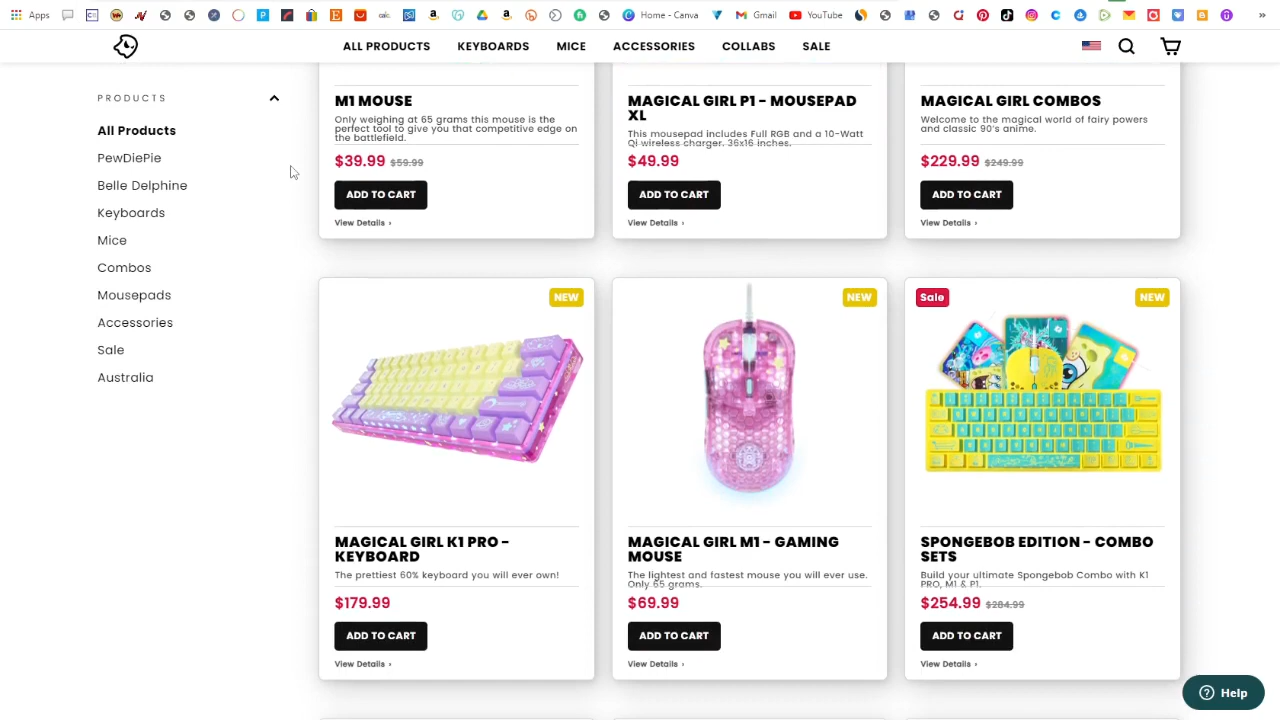 Apps
Home - Canva
Gmail
YouTube
»
ALL PRODUCTS
KEYBOARDS
MICE
ACCESSORIES
COLLABS
SALE
PRODUCTS
All Products
PewDiePie
Belle Delphine
Keyboards
Mice
Combos
Mousepads
Accessories
Sale
Australia
M1 MOUSE
Only weighing at 65 grams this mouse is the
perfect tool to give you that competitive edge on
the battlefield.
$39.99 $59.99
ADD TO CART
View Details ›
MAGICAL GIRL P1 - MOUSEPAD
XL
This mousepad includes Full RGB and a 10-Watt
Qi wireless charger. 36x16 inches.
$49.99
ADD TO CART
View Details ›
MAGICAL GIRL COMBOS
Welcome to the magical world of fairy powers
and classic 90's anime.
$229.99 $249.99
ADD TO CART
View Details ›
NEW
MAGICAL GIRL K1 PRO -
KEYBOARD
The prettiest 60% keyboard you will ever own!
$179.99
ADD TO CART
View Details ›
NEW
MAGICAL GIRL M1 - GAMING
MOUSE
The lightest and fastest mouse you will ever use.
Only 65 grams.
$69.99
ADD TO CART
View Details ›
Sale
NEW
SPONGEBOB EDITION - COMBO
SETS
Build your ultimate Spongebob Combo with K1
PRO, M1 & P1.
$254.99 $284.99
ADD TO CART
View Details ›
Help